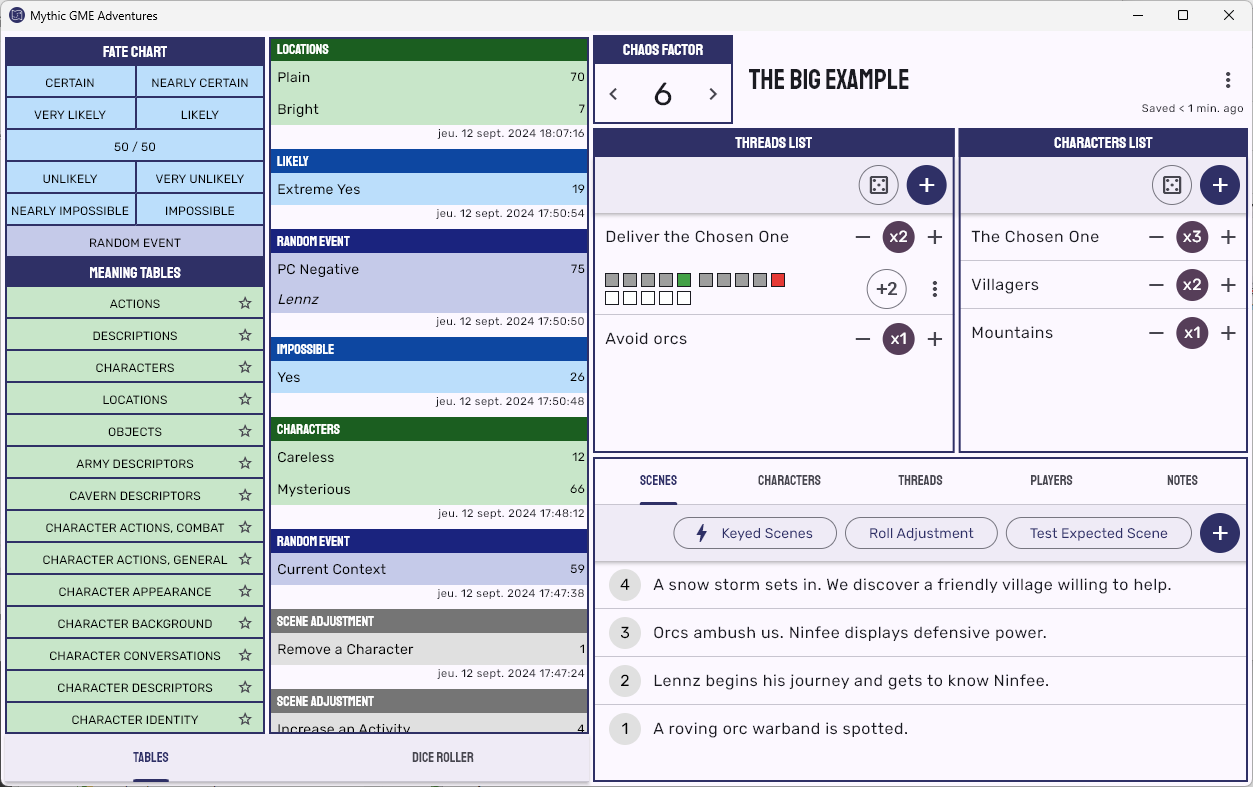 Mythic GME Adventures
FATE CHART
CERTAIN
NEARLY CERTAIN
VERY LIKELY
LIKELY
50 / 50
UNLIKELY
VERY UNLIKELY
NEARLY IMPOSSIBLE
IMPOSSIBLE
RANDOM EVENT
MEANING TABLES
ACTIONS
DESCRIPTIONS
CHARACTERS
LOCATIONS
OBJECTS
ARMY DESCRIPTORS
CAVERN DESCRIPTORS
CHARACTER ACTIONS, COMBAT
CHARACTER ACTIONS, GENERAL
CHARACTER APPEARANCE
CHARACTER BACKGROUND
CHARACTER CONVERSATIONS
CHARACTER DESCRIPTORS
CHARACTER IDENTITY
TABLES
DICE ROLLER
LOCATIONS
Plain 70
Bright 7
jeu. 12 sept. 2024 18:07:16
LIKELY
Extreme Yes 19
jeu. 12 sept. 2024 17:50:54
RANDOM EVENT
PC Negative 75
Lennz
jeu. 12 sept. 2024 17:50:50
IMPOSSIBLE
Yes 26
jeu. 12 sept. 2024 17:50:48
CHARACTERS
Careless 12
Mysterious 66
jeu. 12 sept. 2024 17:48:12
RANDOM EVENT
Current Context 59
jeu. 12 sept. 2024 17:47:38
SCENE ADJUSTMENT
Remove a Character 1
jeu. 12 sept. 2024 17:47:24
SCENE ADJUSTMENT
Increase an Activity 4
CHAOS FACTOR
6
THE BIG EXAMPLE
Saved < 1 min. ago
THREADS LIST
Deliver the Chosen One x2
+2
Avoid orcs x1
CHARACTERS LIST
The Chosen One x3
Villagers x2
Mountains x1
SCENES
CHARACTERS
THREADS
PLAYERS
NOTES
Keyed Scenes
Roll Adjustment
Test Expected Scene
4 A snow storm sets in. We discover a friendly village willing to help.
3 Orcs ambush us. Ninfee displays defensive power.
2 Lennz begins his journey and gets to know Ninfee.
1 A roving orc warband is spotted.